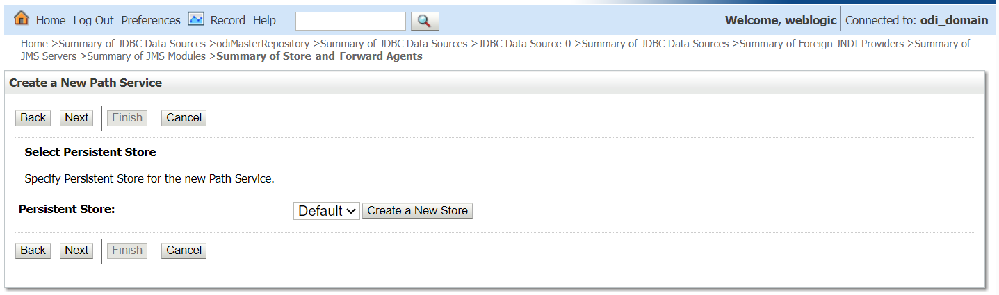 Home Log Out Preferences Record Help Welcome, weblogic Connected to: odi_domain
Home >Summary of JDBC Data Sources >odiMasterRepository >Summary of JDBC Data Sources >JDBC Data Source-0 >Summary of JDBC Data Sources >Summary of Foreign JNDI Providers >Summary of
JMS Servers >Summary of JMS Modules >Summary of Store-and-Forward Agents
Create a New Path Service
Back Next Finish Cancel
Select Persistent Store
Specify Persistent Store for the new Path Service.
Persistent Store: Default Create a New Store
Back Next Finish Cancel